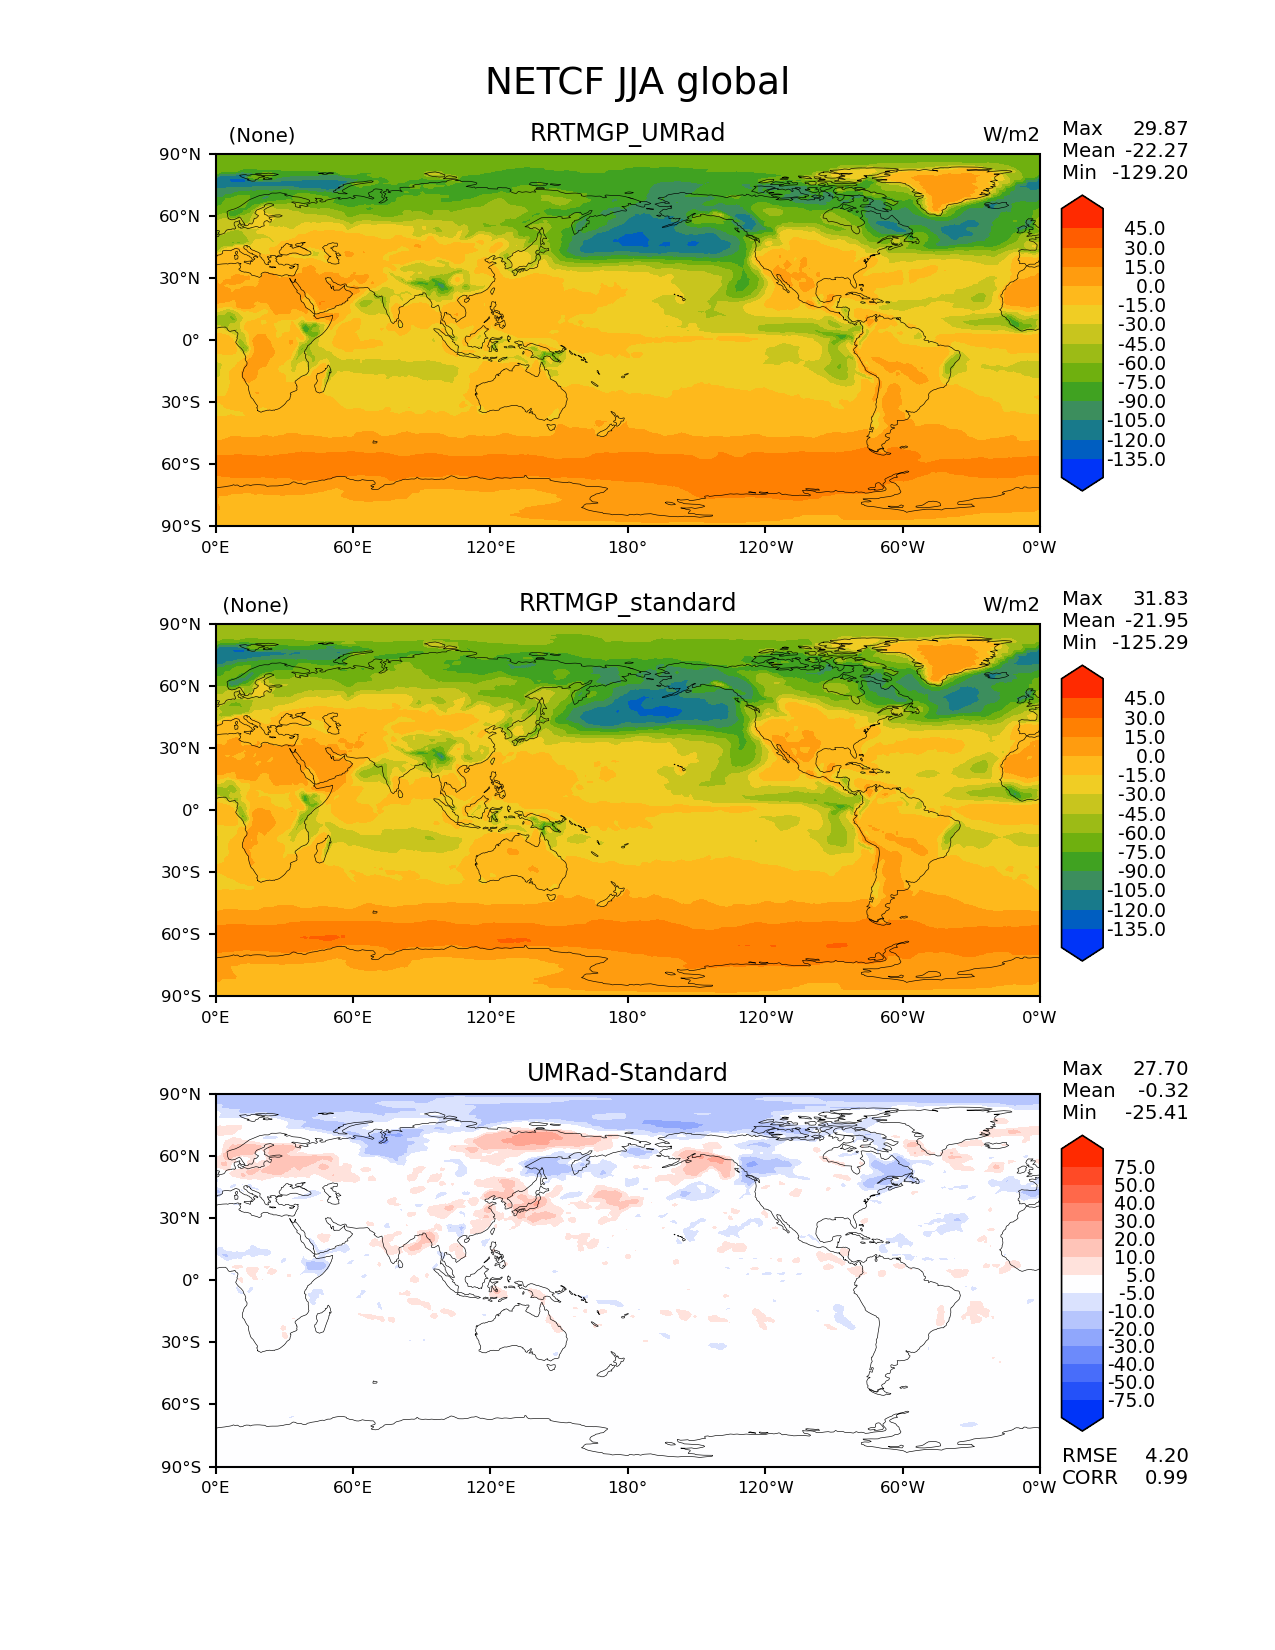 NETCF JJA global
(None) RRTMGP_UMRad W/m2
Max 29.87
Mean -22.27
Min -129.20
90°N
60°N
30°N
0°
30°S
60°S
90°S
0°E 60°E 120°E 180° 120°W 60°W 0°W
45.0
30.0
15.0
0.0
-15.0
-30.0
-45.0
-60.0
-75.0
-90.0
-105.0
-120.0
-135.0
(None) RRTMGP_standard W/m2
Max 31.83
Mean -21.95
Min -125.29
90°N
60°N
30°N
0°
30°S
60°S
90°S
0°E 60°E 120°E 180° 120°W 60°W 0°W
45.0
30.0
15.0
0.0
-15.0
-30.0
-45.0
-60.0
-75.0
-90.0
-105.0
-120.0
-135.0
UMRad-Standard
Max 27.70
Mean -0.32
Min -25.41
90°N
60°N
30°N
0°
30°S
60°S
90°S
0°E 60°E 120°E 180° 120°W 60°W 0°W
75.0
50.0
40.0
30.0
20.0
10.0
5.0
-5.0
-10.0
-20.0
-30.0
-40.0
-50.0
-75.0
RMSE 4.20
CORR 0.99